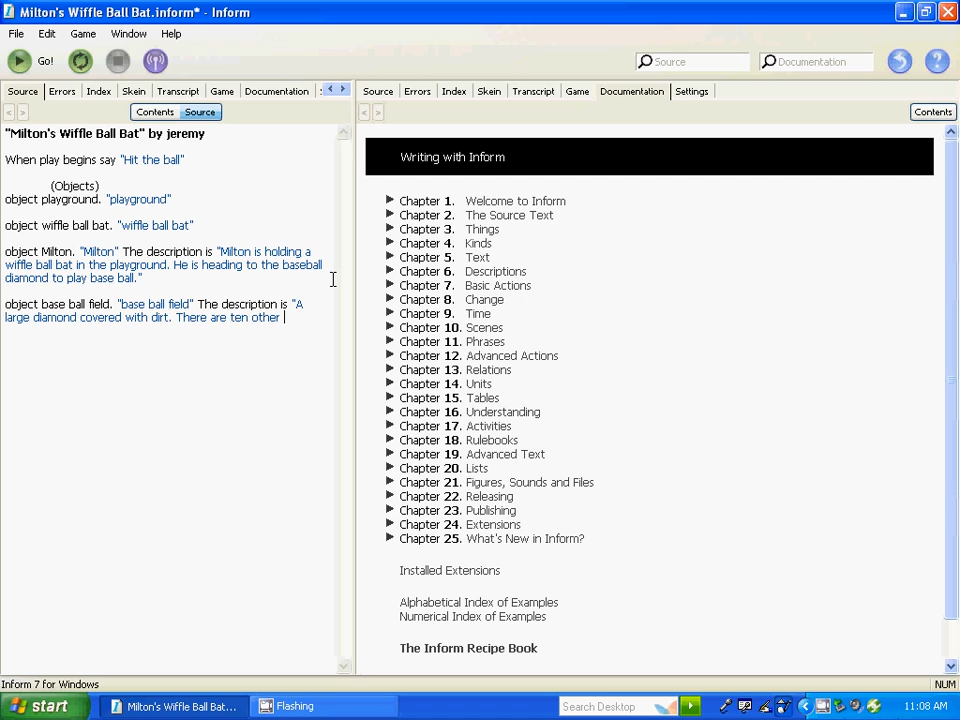 Milton's Wiffle Ball Bat.inform* - Inform
File Edit Game Window Help
Go! Source Documentation
Source Errors Index Skein Transcript Game Documentation
Source Errors Index Skein Transcript Game Documentation Settings
Contents Source
Contents
"Milton's Wiffle Ball Bat" by jeremy
When play begins say "Hit the ball"
(Objects)
object playground. "playground"
object wiffle ball bat. "wiffle ball bat"
object Milton. "Milton" The description is "Milton is holding a
wiffle ball bat in the playground. He is heading to the baseball
diamond to play base ball."
object base ball field. "base ball field" The description is "A
large diamond covered with dirt. There are ten other
Writing with Inform
Chapter 1. Welcome to Inform
Chapter 2. The Source Text
Chapter 3. Things
Chapter 4. Kinds
Chapter 5. Text
Chapter 6. Descriptions
Chapter 7. Basic Actions
Chapter 8. Change
Chapter 9. Time
Chapter 10. Scenes
Chapter 11. Phrases
Chapter 12. Advanced Actions
Chapter 13. Relations
Chapter 14. Units
Chapter 15. Tables
Chapter 16. Understanding
Chapter 17. Activities
Chapter 18. Rulebooks
Chapter 19. Advanced Text
Chapter 20. Lists
Chapter 21. Figures, Sounds and Files
Chapter 22. Releasing
Chapter 23. Publishing
Chapter 24. Extensions
Chapter 25. What's New in Inform?
Installed Extensions
Alphabetical Index of Examples
Numerical Index of Examples
The Inform Recipe Book
Inform 7 for Windows NUM
start Milton's Wiffle Ball Bat... Flashing Search Desktop 11:08 AM